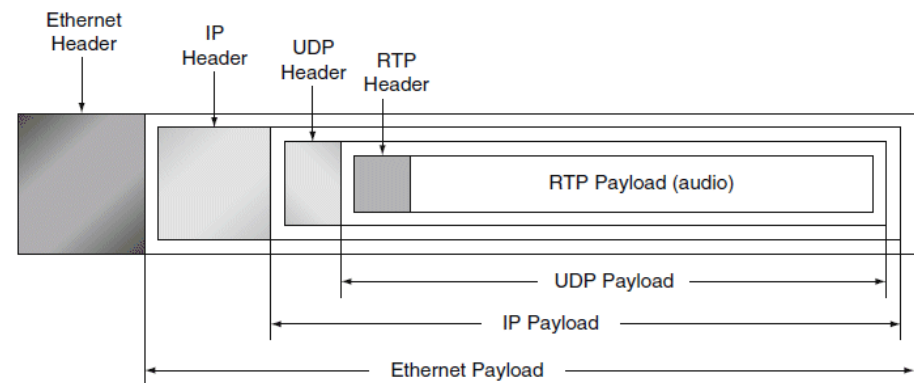 Ethernet
Header
IP
Header
UDP
Header
RTP
Header
RTP Payload (audio)
UDP Payload
IP Payload
Ethernet Payload